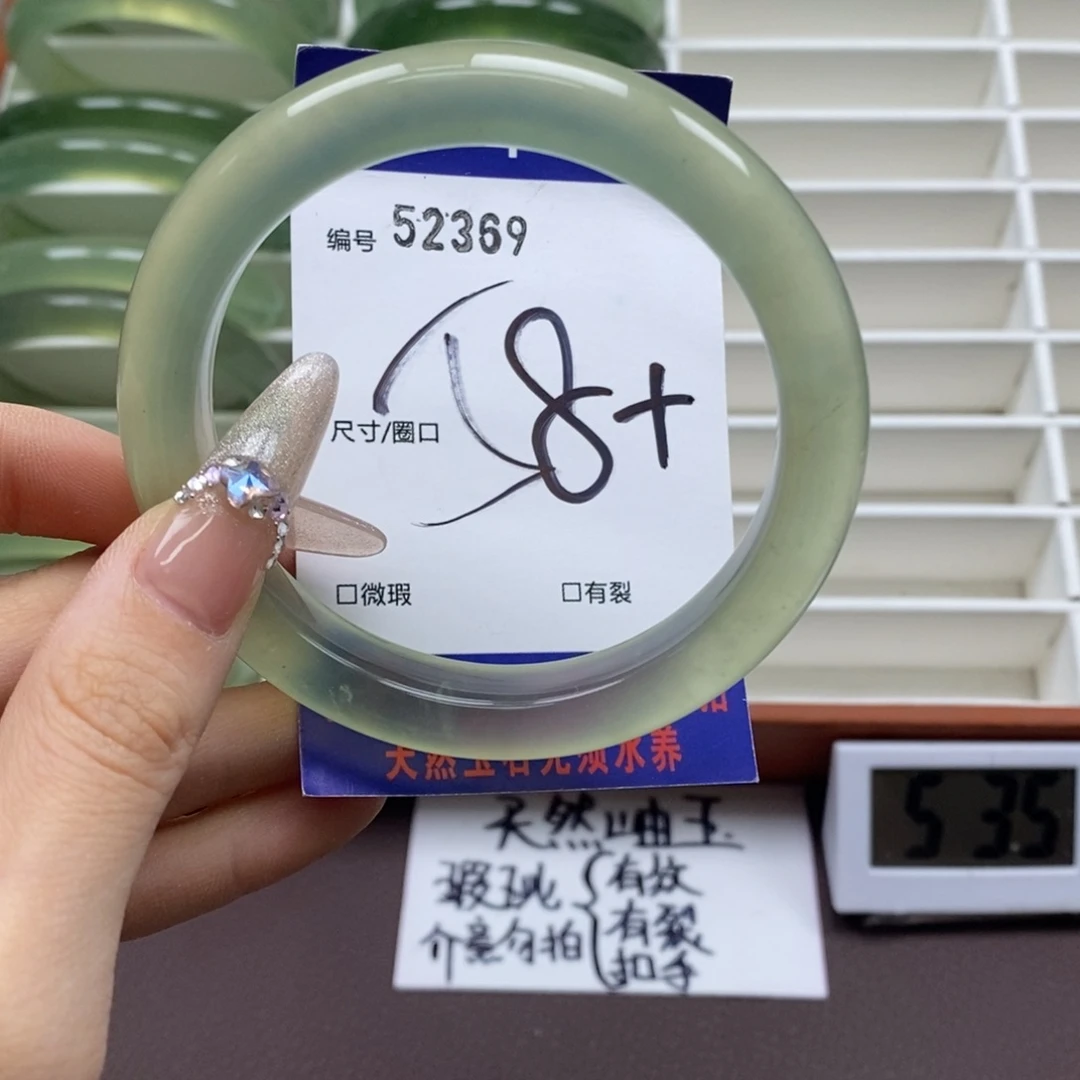 编号 52369
58+
尺寸/圈口
□微瑕 □有裂
天然玉石无须水养
天然岫玉
瑕玼 有纹
有裂
介意勿拍 扣手
5 35